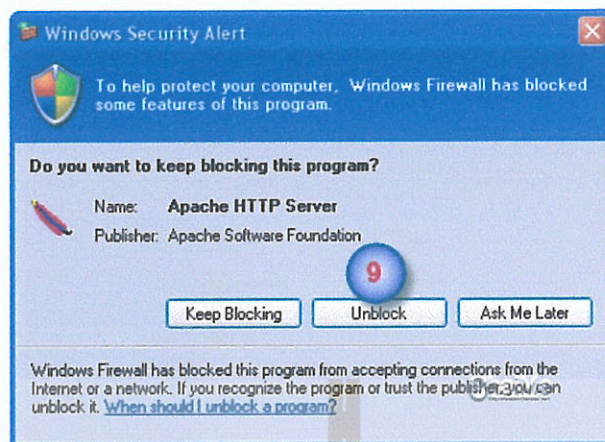 Windows Security Alert
To help protect your computer, Windows Firewall has blocked
some features of this program.
Do you want to keep blocking this program?
Name: Apache HTTP Server
Publisher: Apache Software Foundation
9
Keep Blocking Unblock Ask Me Later
Windows Firewall has blocked this program from accepting connections from the
Internet or a network. If you recognize the program or trust the publisher, you can
unblock it. When should I unblock a program?